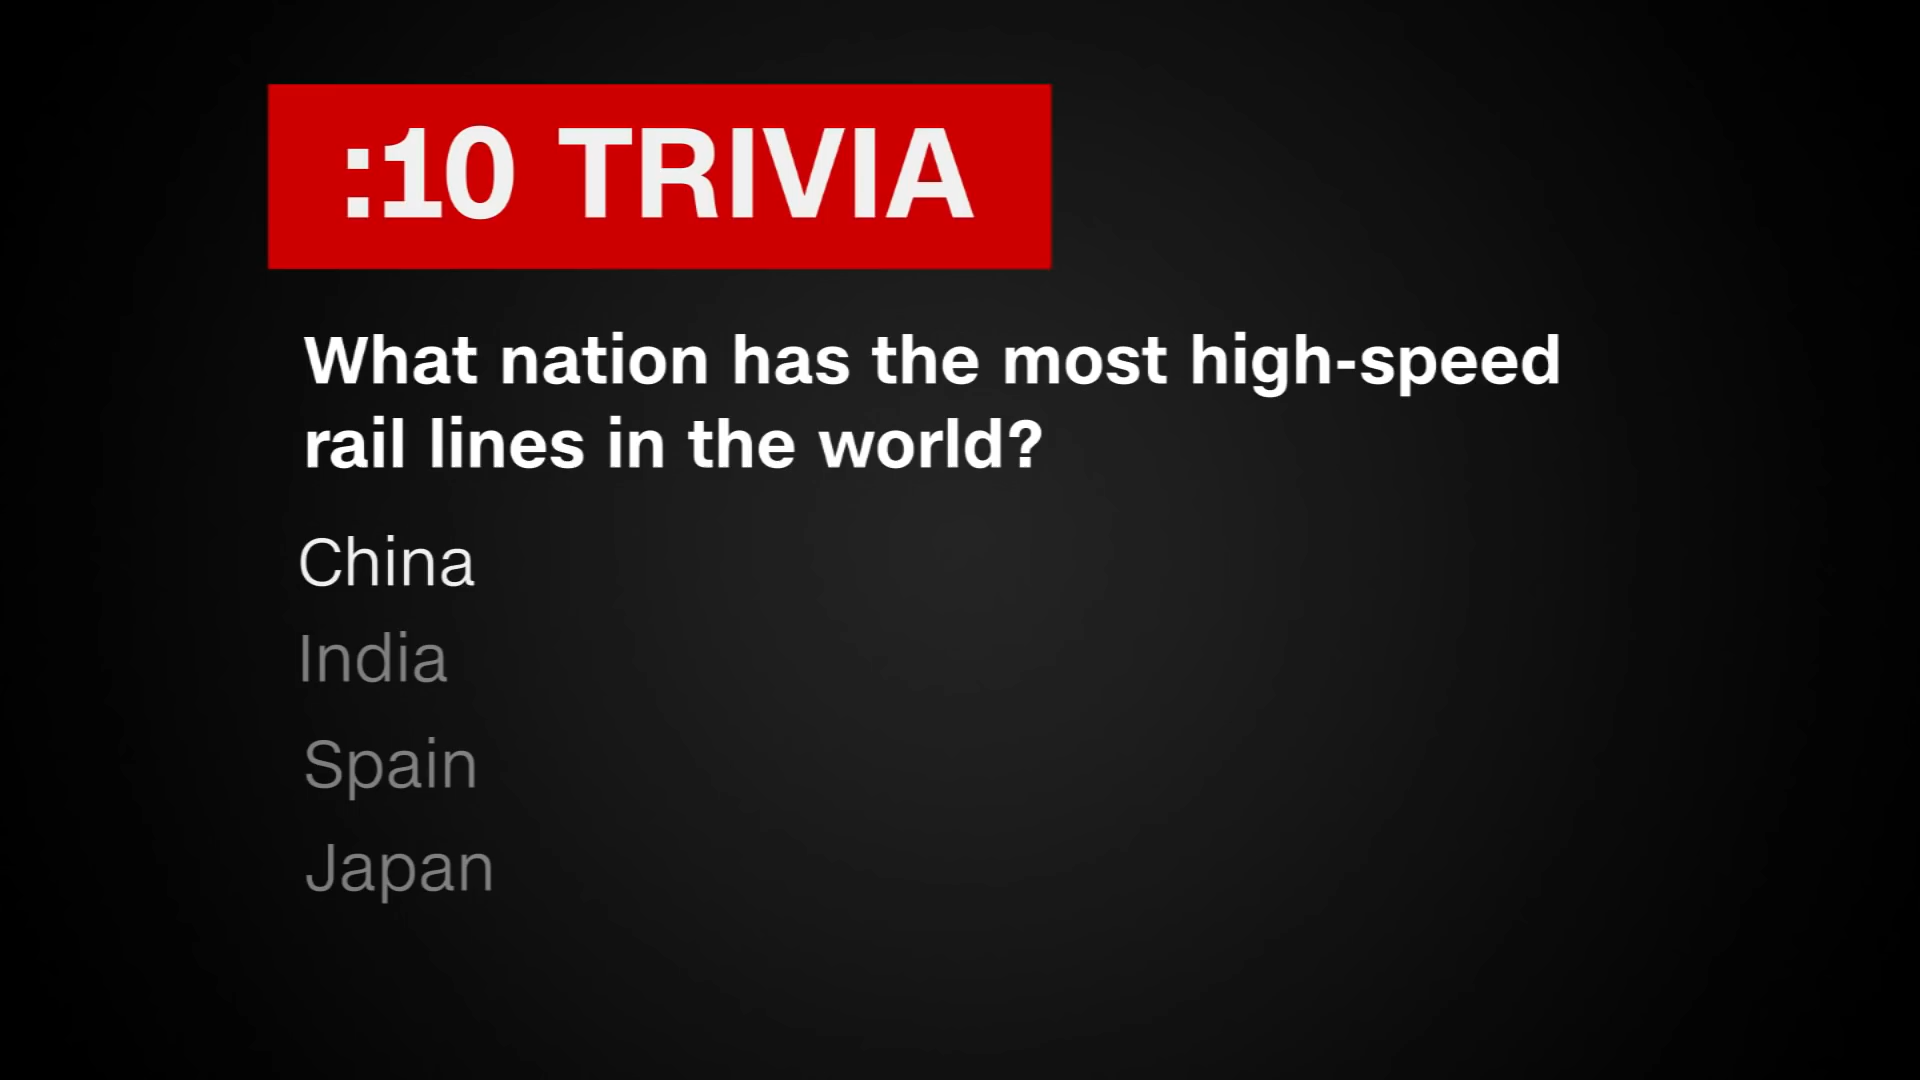 :10 TRIVIA
What nation has the most high-speed
rail lines in the world?
China
India
Spain
Japan